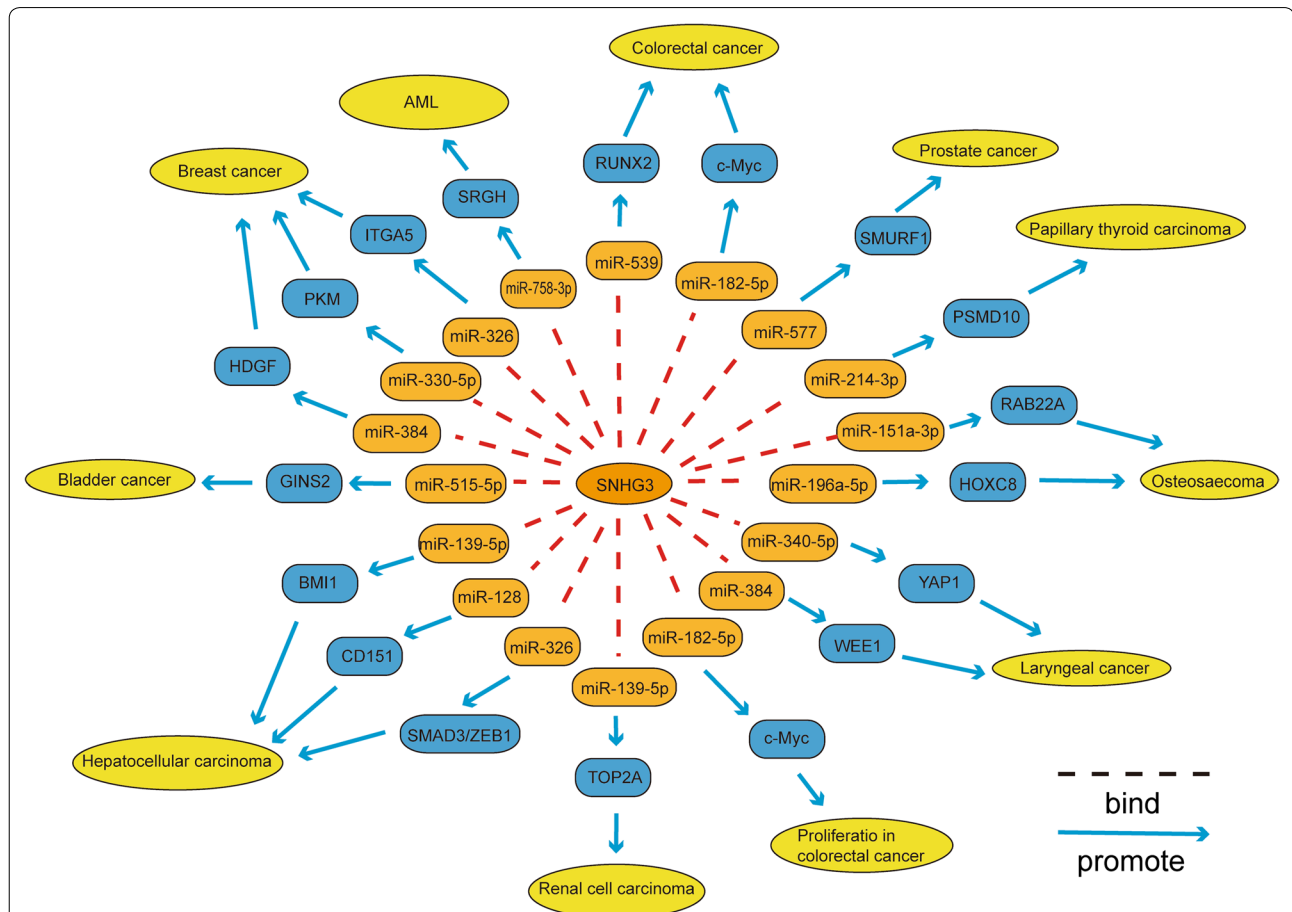 Colorectal cancer
AML
Prostate cancer
Breast cancer
RUNX2
c-Myc
SRGH
Papillary thyroid carcinoma
ITGA5
SMURF1
miR-539
miR-758-3p
miR-182-5p
PKM
PSMD10
miR-326
miR-577
HDGF
miR-330-5p
miR-214-3p
RAB22A
miR-384
miR-151a-3p
Bladder cancer
GINS2
miR-515-5p
SNHG3
miR-196a-5p
HOXC8
Osteosaecoma
miR-139-5p
miR-340-5p
BMI1
YAP1
miR-128
miR-384
CD151
miR-326
miR-182-5p
WEE1
Laryngeal cancer
miR-139-5p
SMAD3/ZEB1
c-Myc
Hepatocellular carcinoma
TOP2A
bind
Proliferatio in
colorectal cancer
promote
Renal cell carcinoma